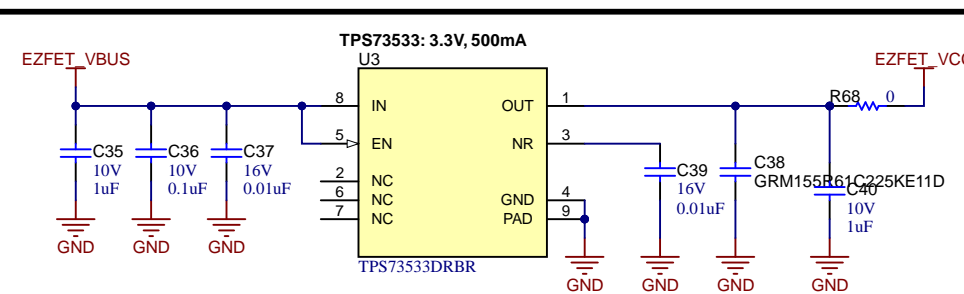 TPS73533: 3.3V, 500mA
EZFET_VBUS
U3
EZFET_VC
8 IN
OUT 1
R68 0
5 EN
NR 3
C35
10V
1uF
C36
10V
0.1uF
C37
16V
0.01uF
2 NC
6 NC
7 NC
GND 4
PAD 9
C39
16V
0.01uF
C38
GRM155R61C225KE11D
C40
10V
1uF
TPS73533DRBR
GND
GND
GND
GND
GND
GND
GND